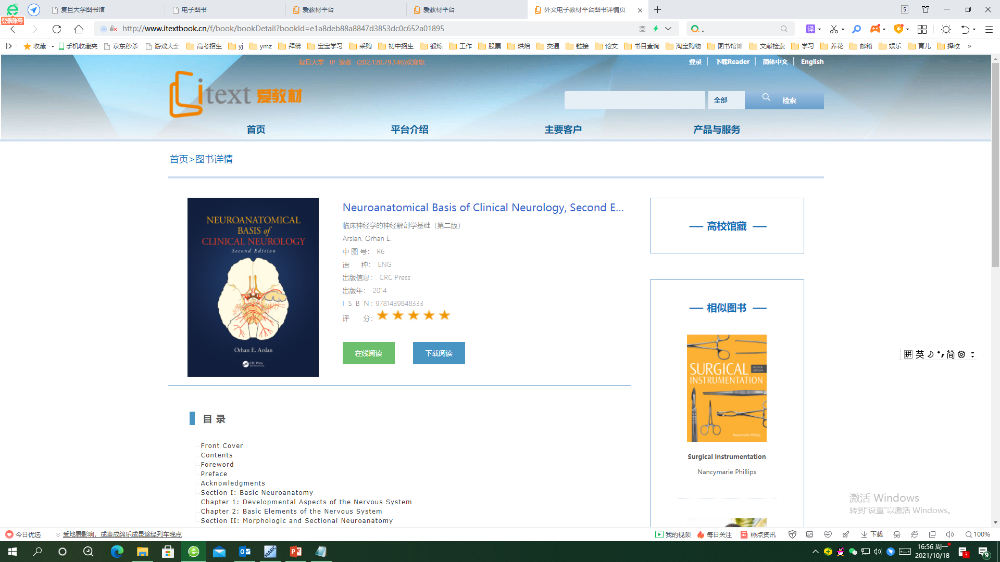 复旦大学图书馆
电子图书
爱教材平台
爱教材平台
外文电子教材平台图书详情页
5
登录账号
http://www.itextbook.cn/f/book/bookDetail?bookId=e1a8deb88a8847d3853dc0c652a01895
译
收藏 手机收藏夹 京东秒杀 游戏大全 高考招生 yj ymz 拜佛 宝宝学习 采购 初中招生 锻炼 工作 股票 烘焙 交通 链接 论文 书目查询 淘宝购物 图书馆博 文献检索 学习 养花 邮箱 娱乐 育儿 择校 »
复旦大学 IP 读者 (202.120.79.146)欢迎您
登录 下载Reader 简体中文 English
itext 爱教材
全部
检索
首页 平台介绍 主要客户 产品与服务
首页>图书详情
NEUROANATOMICAL
BASIS of
CLINICAL NEUROLOGY
Second Edition
Orhan E. Arslan
CRC Press
Neuroanatomical Basis of Clinical Neurology, Second E...
临床神经学的神经解剖学基础（第二版）
Arslan, Orhan E.
中 图 号： R6
语 种： ENG
出版信息： CRC Press
出版年： 2014
I S B N : 9781439848333
评 分:
在线阅读
下载阅读
高校馆藏
相似图书
SURGICAL
SECOND EDITION
INSTRUMENTATION
Nancymarie Phillips
Surgical Instrumentation
Nancymarie Phillips
拼 英 简
目 录
Front Cover
Contents
Foreword
Preface
Acknowledgments
Section I: Basic Neuroanatomy
Chapter 1: Developmental Aspects of the Nervous System
Chapter 2: Basic Elements of the Nervous System
Section II: Morphologic and Sectional Neuroanatomy
激活 Windows
转到“设置”以激活 Windows。
今日优选
受地震影响，成贵成绵乐成昆途经列车晚点
我的视频 每日关注 热点资讯 下载 100%
MARC
16:56 周一
2021/10/18
3
9